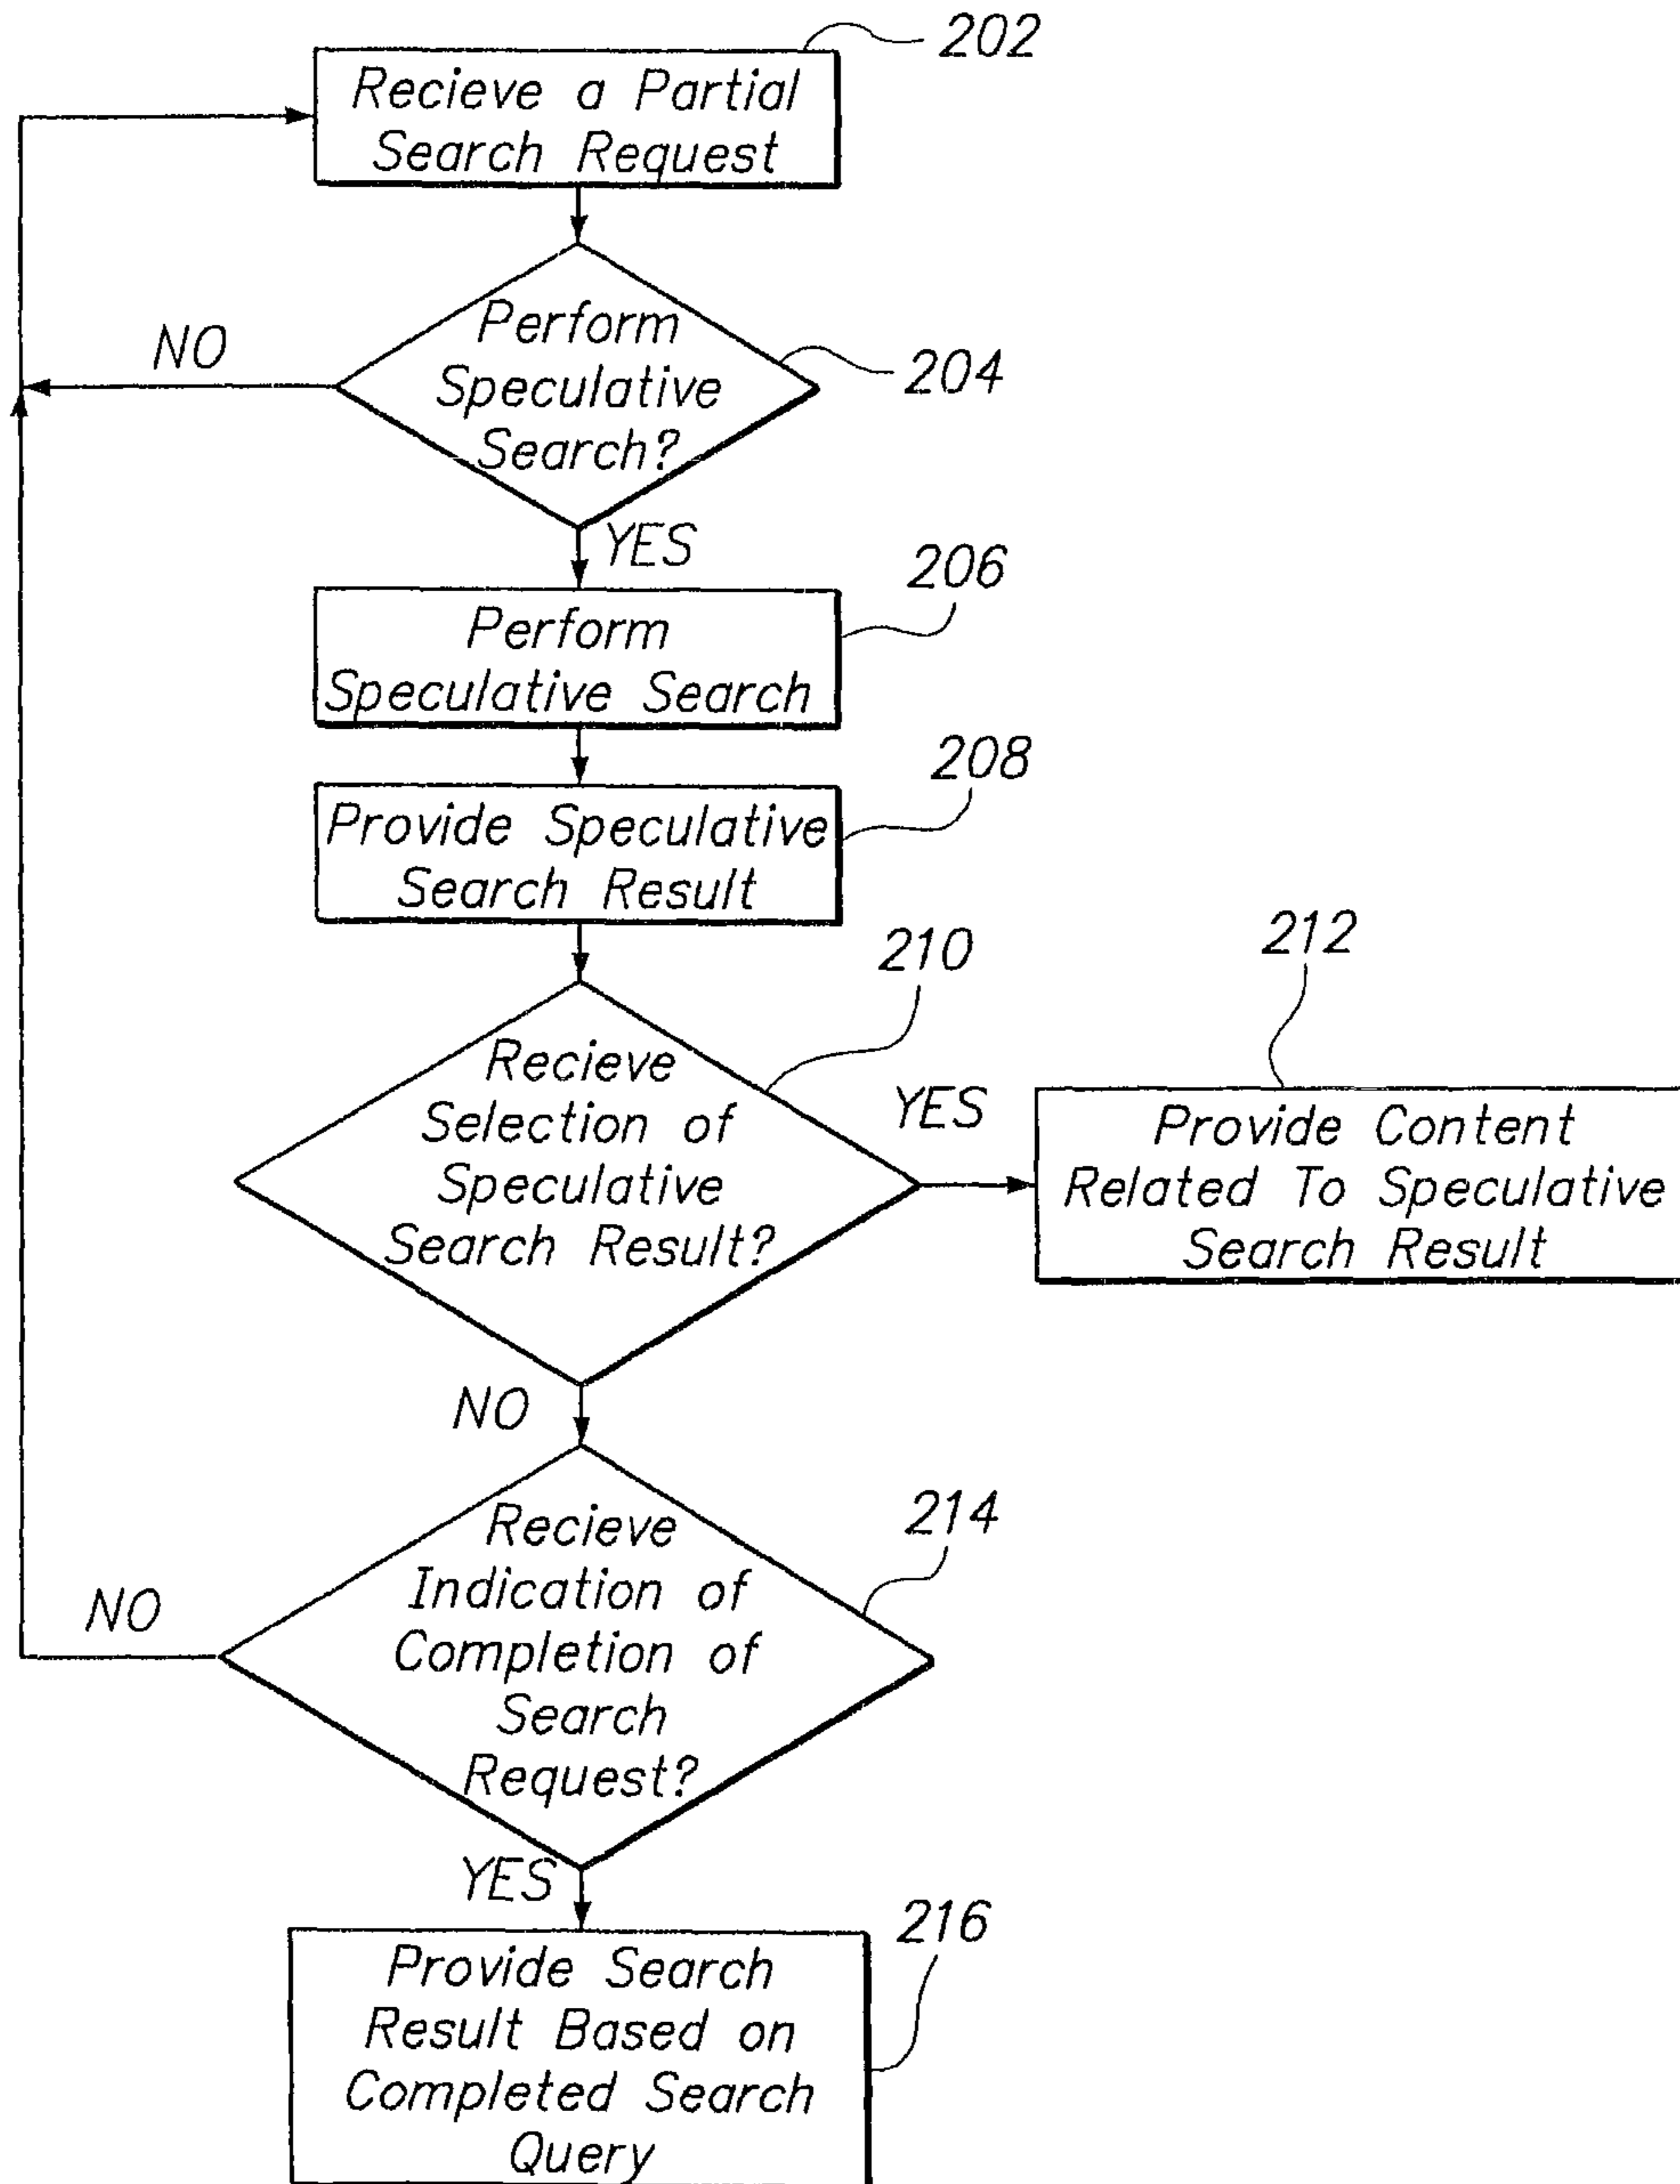 202
Recieve a Partial
Search Request
Perform
Speculative
Search?
204
NO
YES
206
Perform
Speculative Search
208
Provide Speculative
Search Result
210
Recieve
Selection of
Speculative
Search Result?
YES
212
Provide Content
Related To Speculative
Search Result
NO
214
Recieve
Indication of
Completion of
Search
Request?
NO
YES
216
Provide Search
Result Based on
Completed Search
Query